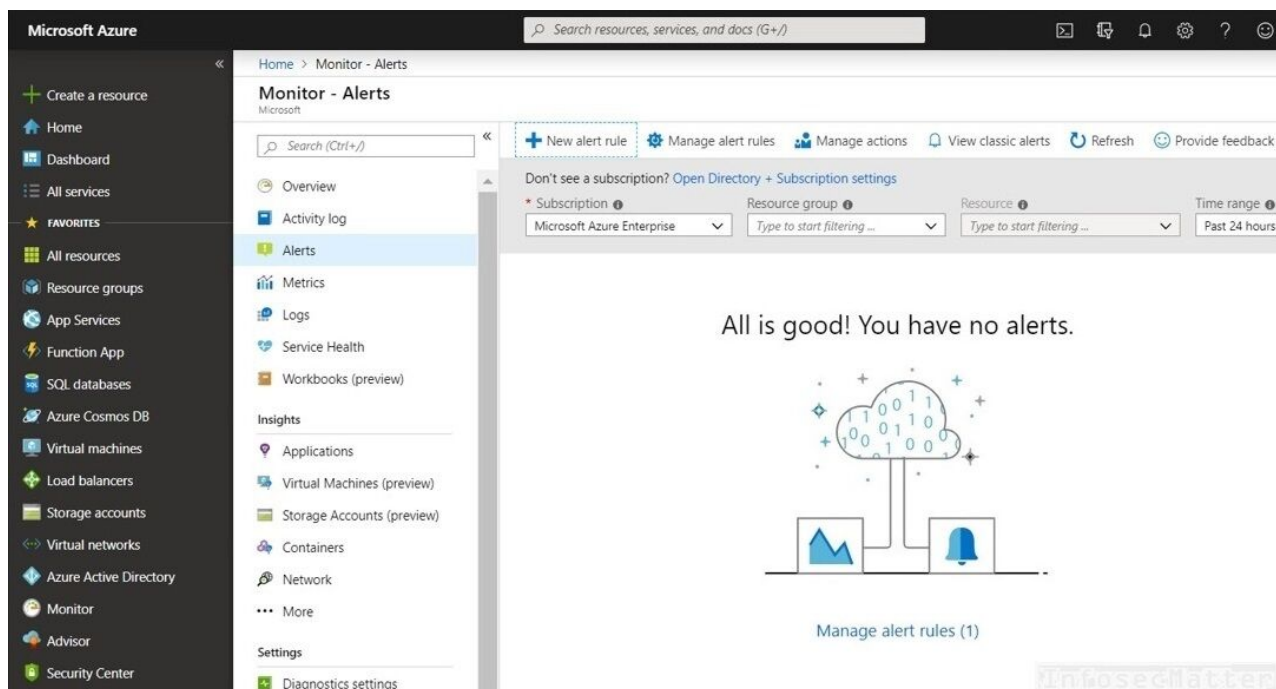 Microsoft Azure
Search resources, services, and docs (G+/)
«
Create a resource
Home
Dashboard
All services
FAVORITES
All resources
Resource groups
App Services
Function App
SQL databases
Azure Cosmos DB
Virtual machines
Load balancers
Storage accounts
Virtual networks
Azure Active Directory
Monitor
Advisor
Security Center
Home > Monitor - Alerts
Monitor - Alerts
Microsoft
Search (Ctrl+/)
«
Overview
Activity log
Alerts
Metrics
Logs
Service Health
Workbooks (preview)
Insights
Applications
Virtual Machines (preview)
Storage Accounts (preview)
Containers
Network
More
Settings
Diagnostics settings
New alert rule Manage alert rules Manage actions View classic alerts Refresh Provide feedback
Don't see a subscription? Open Directory + Subscription settings
* Subscription Resource group Resource Time range
Microsoft Azure Enterprise Type to start filtering ... Type to start filtering ... Past 24 hours
All is good! You have no alerts.
Manage alert rules (1)
InfosecMatter